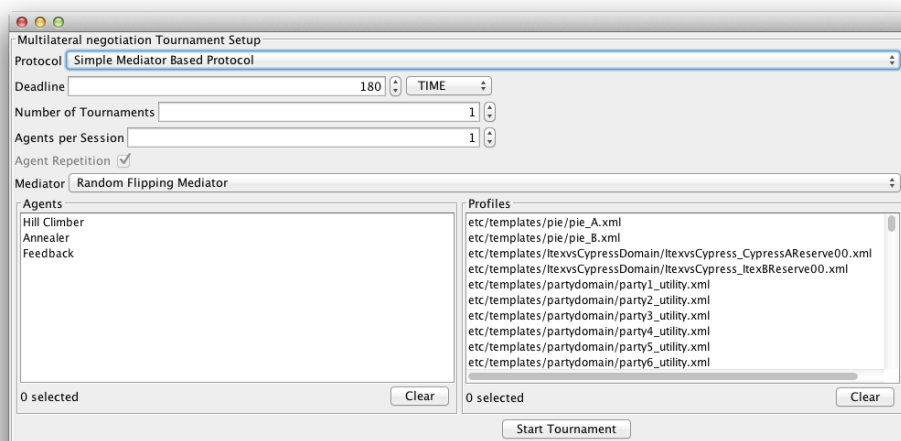 Multilateral negotiation Tournament Setup
Protocol Simple Mediator Based Protocol
Deadline 180 TIME
Number of Tournaments 1
Agents per Session 1
Agent Repetition
Mediator Random Flipping Mediator
Agents
Hill Climber
Annealer
Feedback
0 selected Clear
Profiles
etc/templates/pie/pie_A.xml
etc/templates/pie/pie_B.xml
etc/templates/ItexvsCypressDomain/ItexvsCypress_CypressAReserve00.xml
etc/templates/ItexvsCypressDomain/ItexvsCypress_ItexBReserve00.xml
etc/templates/partydomain/party1_utility.xml
etc/templates/partydomain/party2_utility.xml
etc/templates/partydomain/party3_utility.xml
etc/templates/partydomain/party4_utility.xml
etc/templates/partydomain/party5_utility.xml
etc/templates/partydomain/party6_utility.xml
0 selected Clear
Start Tournament